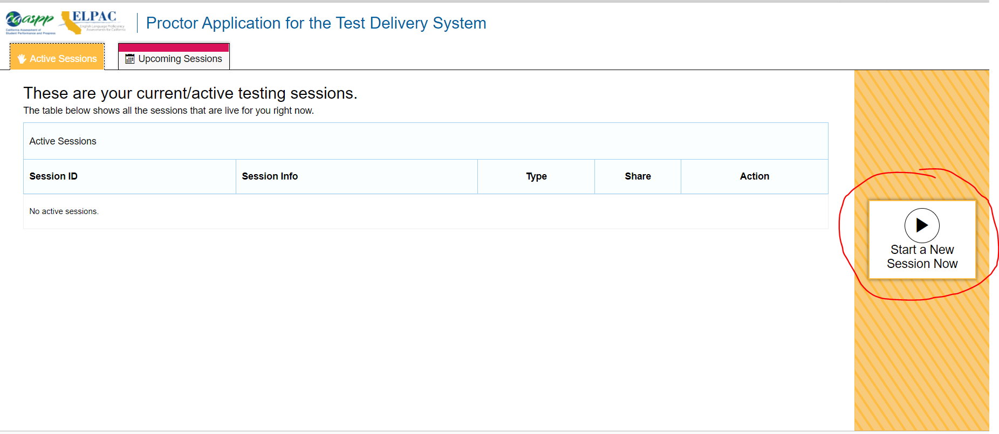 caaspp
California Assessment of
Student Performance and Progress
ELPAC
English Language Proficiency
Assessments for California
Proctor Application for the Test Delivery System
Active Sessions
Upcoming Sessions
These are your current/active testing sessions.
The table below shows all the sessions that are live for you right now.
Active Sessions
Session ID Session Info Type Share Action
No active sessions.
Start a New
Session Now